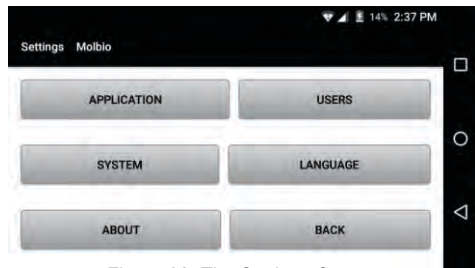 14% 2:37 PM
Settings Molbio
APPLICATION USERS
SYSTEM LANGUAGE
ABOUT BACK